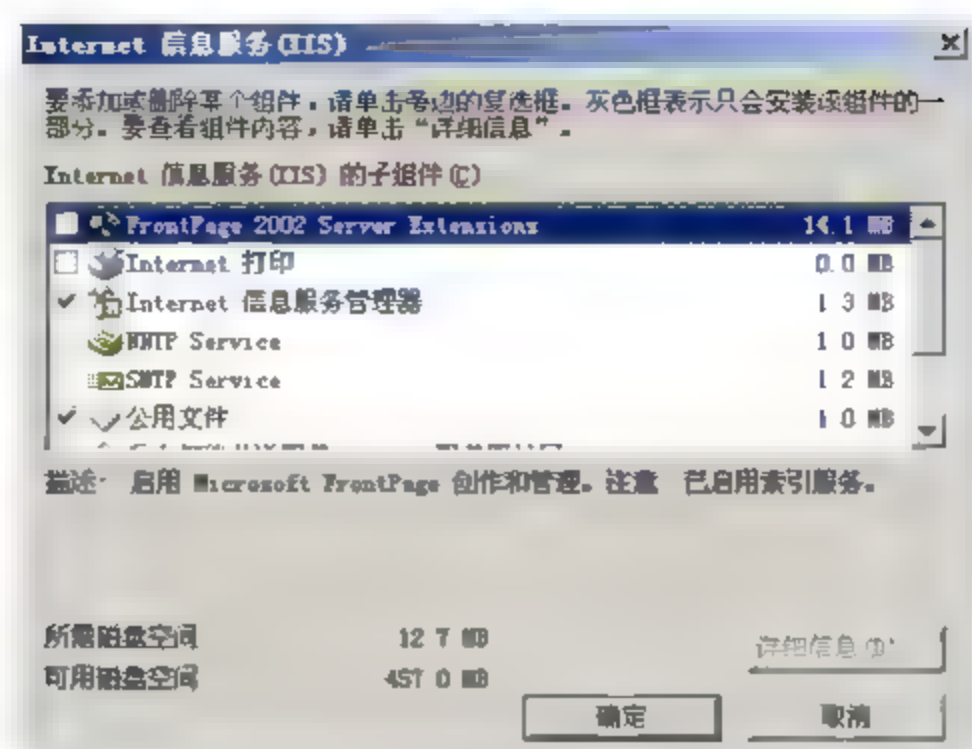 Internet 信息服务(IIS)
要添加或删除某个组件，请单击旁边的复选框。灰色框表示只会安装该组件的一
部分。要查看组件内容，请单击“详细信息”。
Internet 信息服务(IIS) 的子组件(C)
FrontPage 2002 Server Extensions 14.1 MB
Internet 打印 0.0 MB
Internet 信息服务管理器 1.3 MB
NNTP Service 1.0 MB
SMTP Service 1.2 MB
公用文件 1.0 MB
描述: 启用 Microsoft FrontPage 创作和管理。注意 已启用索引服务。
所需磁盘空间 12.7 MB
可用磁盘空间 457.0 MB
详细信息(D)
确定 取消